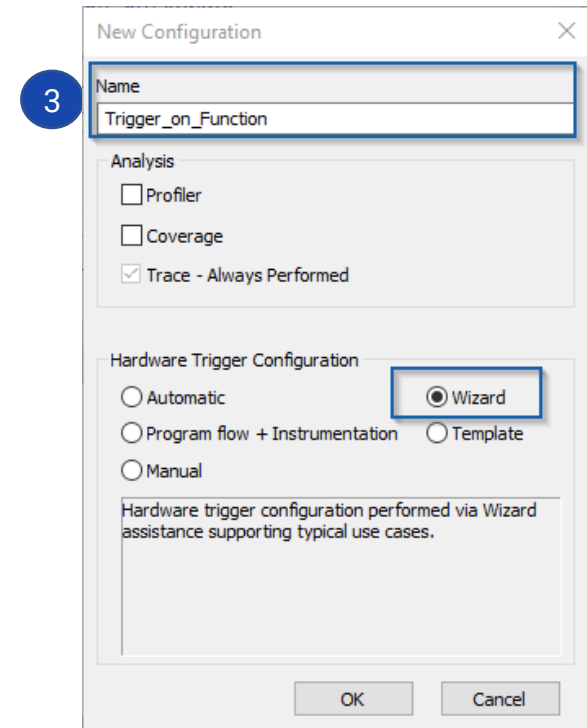 New Configuration
3
Name
Trigger_on_Function
Analysis
Profiler
Coverage
Trace - Always Performed
Hardware Trigger Configuration
Automatic
Wizard
Program flow + Instrumentation
Template
Manual
Hardware trigger configuration performed via Wizard
assistance supporting typical use cases.
OK
Cancel